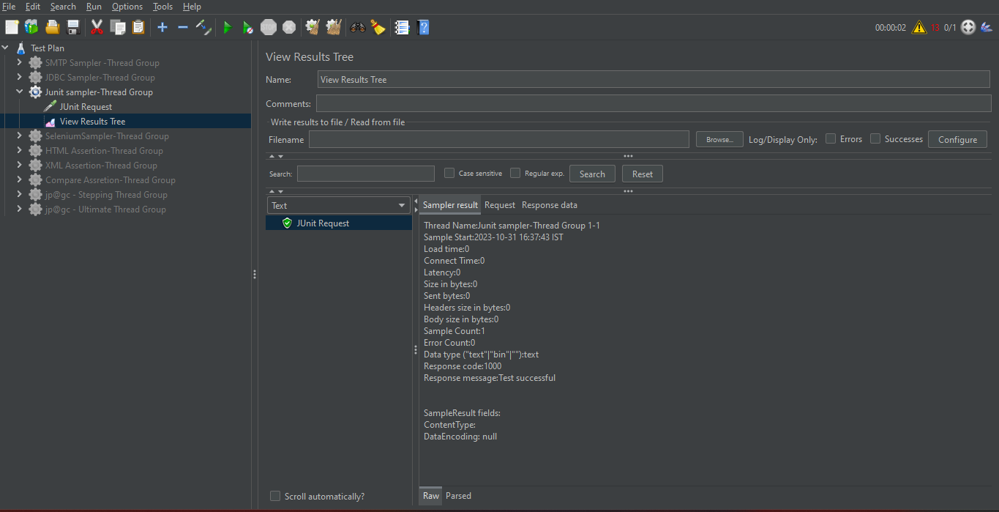 File Edit Search Run Options Tools Help
STOP
00:00:02 13 0/1
Test Plan
SMTP Sampler -Thread Group
JDBC Sampler-Thread Group
Junit sampler-Thread Group
JUnit Request
View Results Tree
SeleniumSampler-Thread Group
HTML Assertion-Thread Group
XML Assertion-Thread Group
Compare Assretion-Thread Group
jp@gc - Stepping Thread Group
jp@gc - Ultimate Thread Group
View Results Tree
Name: View Results Tree
Comments:
Write results to file / Read from file
Filename Browse... Log/Display Only: Errors Successes Configure
Search: Case sensitive Regular exp. Search Reset
Text
JUnit Request
Sampler result Request Response data
Thread Name:Junit sampler-Thread Group 1-1
Sample Start:2023-10-31 16:37:43 IST
Load time:0
Connect Time:0
Latency:0
Size in bytes:0
Sent bytes:0
Headers size in bytes:0
Body size in bytes:0
Sample Count:1
Error Count:0
Data type ("text"|"bin"|""):text
Response code:1000
Response message:Test successful
SampleResult fields:
ContentType:
DataEncoding: null
Scroll automatically?
Raw Parsed